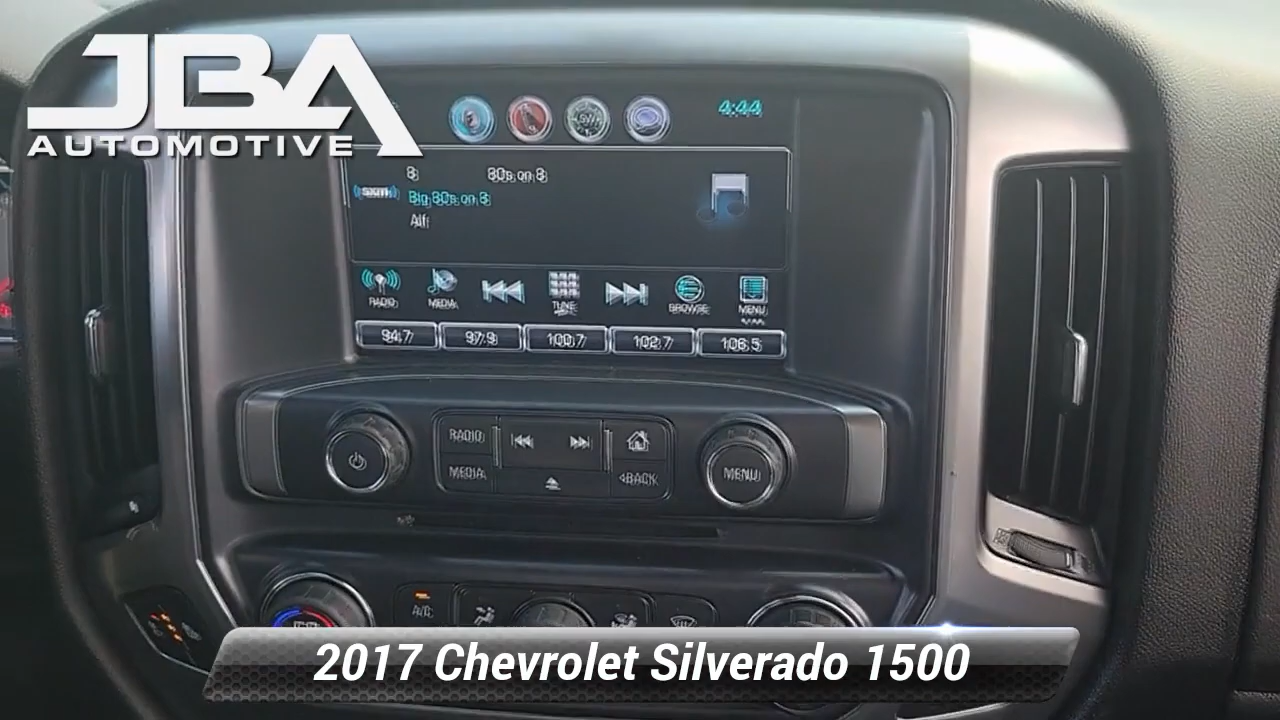 JBA
AUTOMOTIVE
4:44
8 80s on 8
Big 80s on 8
Alf
RADIO MEDIA TUNE BROWSE MENU
94.7 97.9 100.7 102.7 106.5
RADIO
MEDIA BACK
MENU
A/C
2017 Chevrolet Silverado 1500